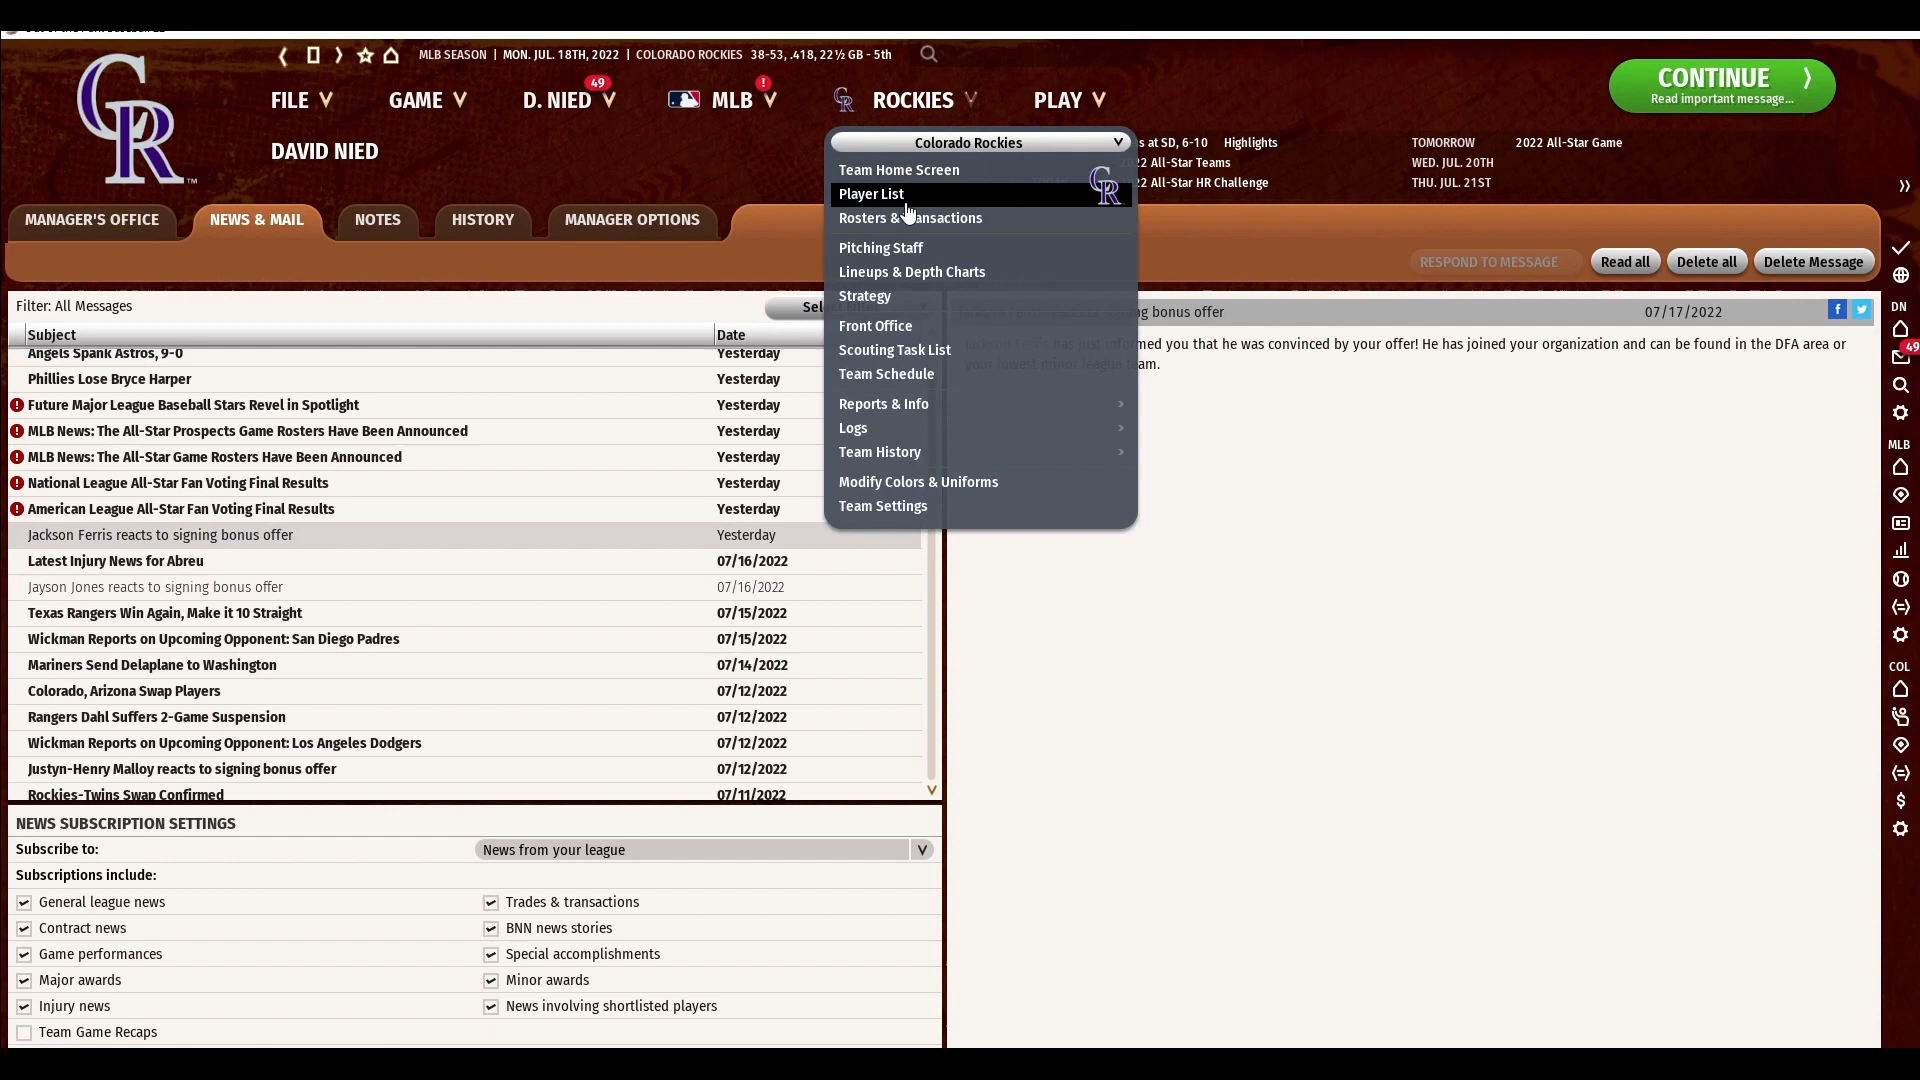 MLB SEASON | MON. JUL. 18TH, 2022 | COLORADO ROCKIES 38-53, .418, 22½ GB - 5th
FILE GAME D. NIED 49 MLB ! ROCKIES PLAY
CONTINUE
Read important message...
DAVID NIED
Colorado Rockies
Team Home Screen
Player List
Rosters & Transactions
Pitching Staff
Lineups & Depth Charts
Strategy
Front Office
Scouting Task List
Team Schedule
Reports & Info
Logs
Team History
Modify Colors & Uniforms
Team Settings
s at SD, 6-10 Highlights
22 All-Star Teams
22 All-Star HR Challenge
TOMORROW 2022 All-Star Game
WED. JUL. 20TH
THU. JUL. 21ST
MANAGER'S OFFICE NEWS & MAIL NOTES HISTORY MANAGER OPTIONS
RESPOND TO MESSAGE Read all Delete all Delete Message
Filter: All Messages
Subject Date
Angels Spank Astros, 9-0 Yesterday
Phillies Lose Bryce Harper Yesterday
Future Major League Baseball Stars Revel in Spotlight Yesterday
MLB News: The All-Star Prospects Game Rosters Have Been Announced Yesterday
MLB News: The All-Star Game Rosters Have Been Announced Yesterday
National League All-Star Fan Voting Final Results Yesterday
American League All-Star Fan Voting Final Results Yesterday
Jackson Ferris reacts to signing bonus offer Yesterday
Latest Injury News for Abreu 07/16/2022
Jayson Jones reacts to signing bonus offer 07/16/2022
Texas Rangers Win Again, Make it 10 Straight 07/15/2022
Wickman Reports on Upcoming Opponent: San Diego Padres 07/15/2022
Mariners Send Delaplane to Washington 07/14/2022
Colorado, Arizona Swap Players 07/12/2022
Rangers Dahl Suffers 2-Game Suspension 07/12/2022
Wickman Reports on Upcoming Opponent: Los Angeles Dodgers 07/12/2022
Justyn-Henry Malloy reacts to signing bonus offer 07/12/2022
Rockies-Twins Swap Confirmed 07/11/2022
bonus offer 07/17/2022
Jackson Ferris has just informed you that he was convinced by your offer! He has joined your organization and can be found in the DFA area or
your lowest minor league team.
NEWS SUBSCRIPTION SETTINGS
Subscribe to: News from your league
Subscriptions include:
General league news Trades & transactions
Contract news BNN news stories
Game performances Special accomplishments
Major awards Minor awards
Injury news News involving shortlisted players
Team Game Recaps
DN
49
MLB
COL